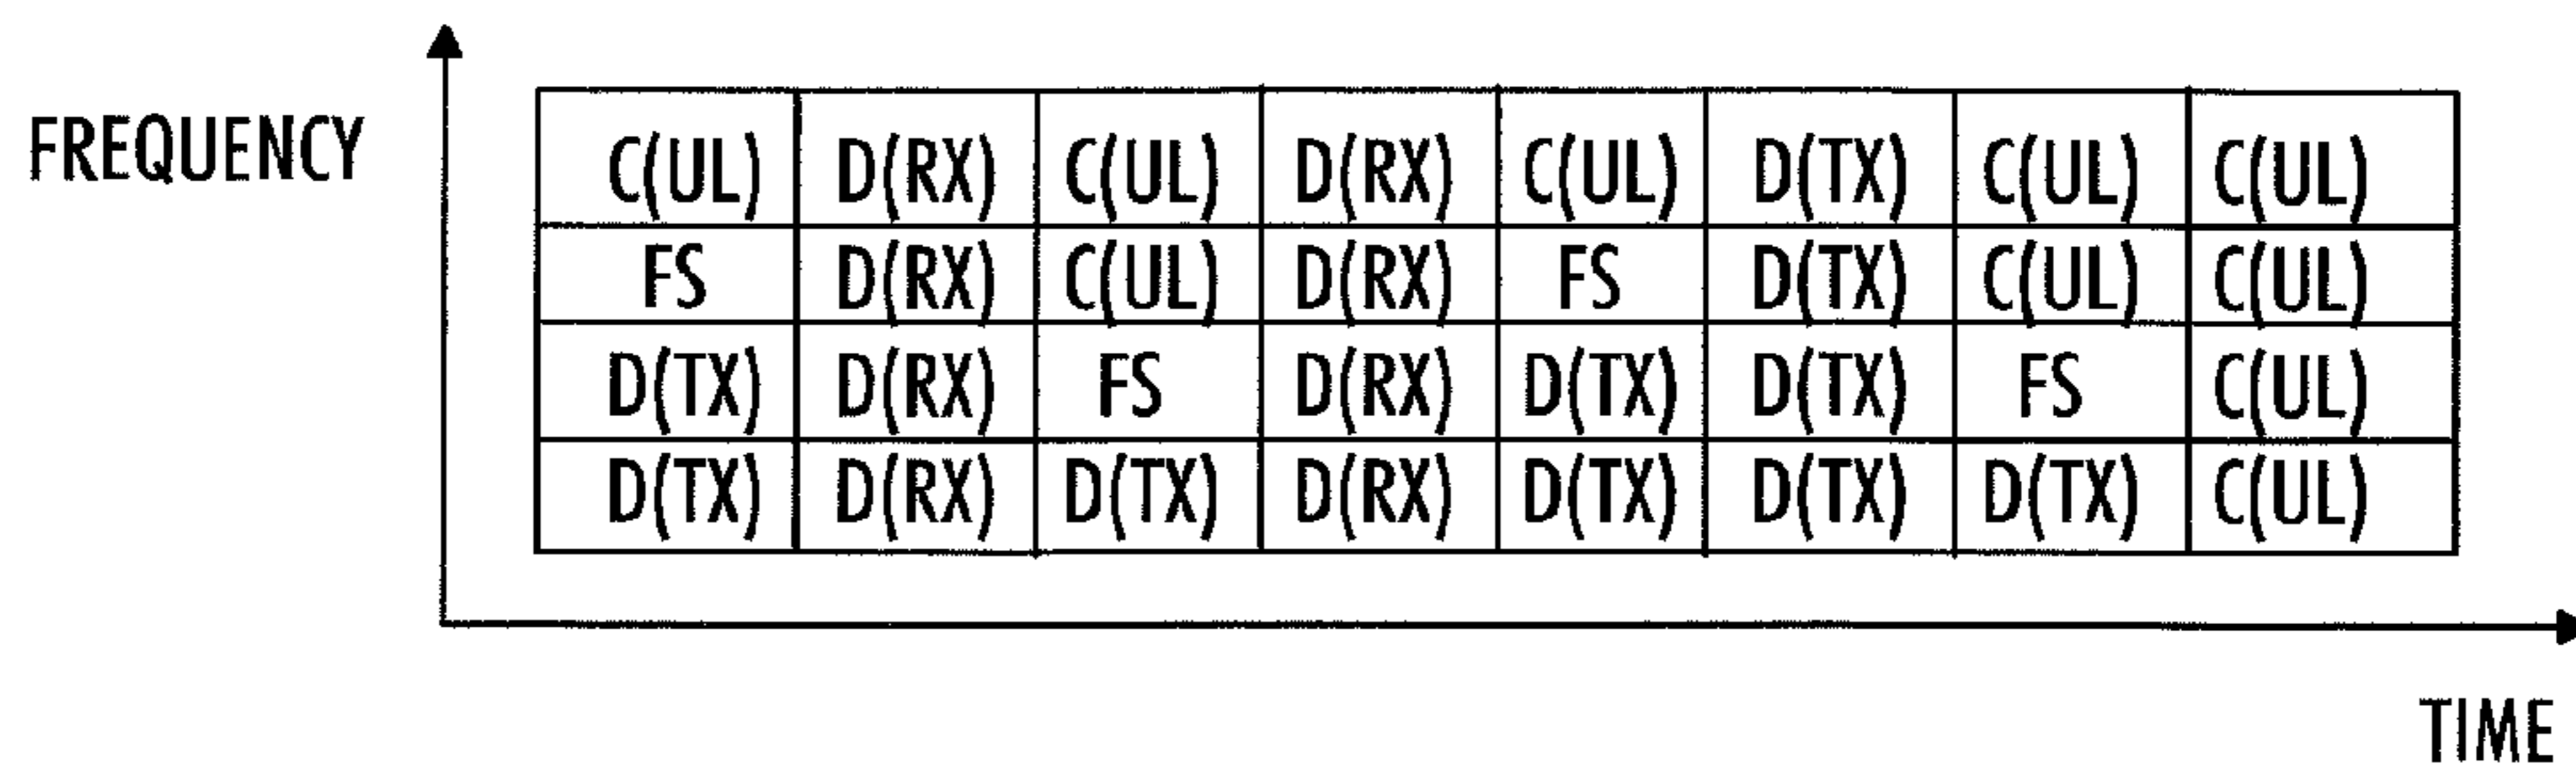 FREQUENCY
C(UL) D(RX) C(UL) D(RX) C(UL) D(TX) C(UL) C(UL)
FS D(RX) C(UL) D(RX) FS D(TX) C(UL) C(UL)
D(TX) D(RX) FS D(RX) D(TX) D(TX) FS C(UL)
D(TX) D(RX) D(TX) D(RX) D(TX) D(TX) D(TX) C(UL)
TIME